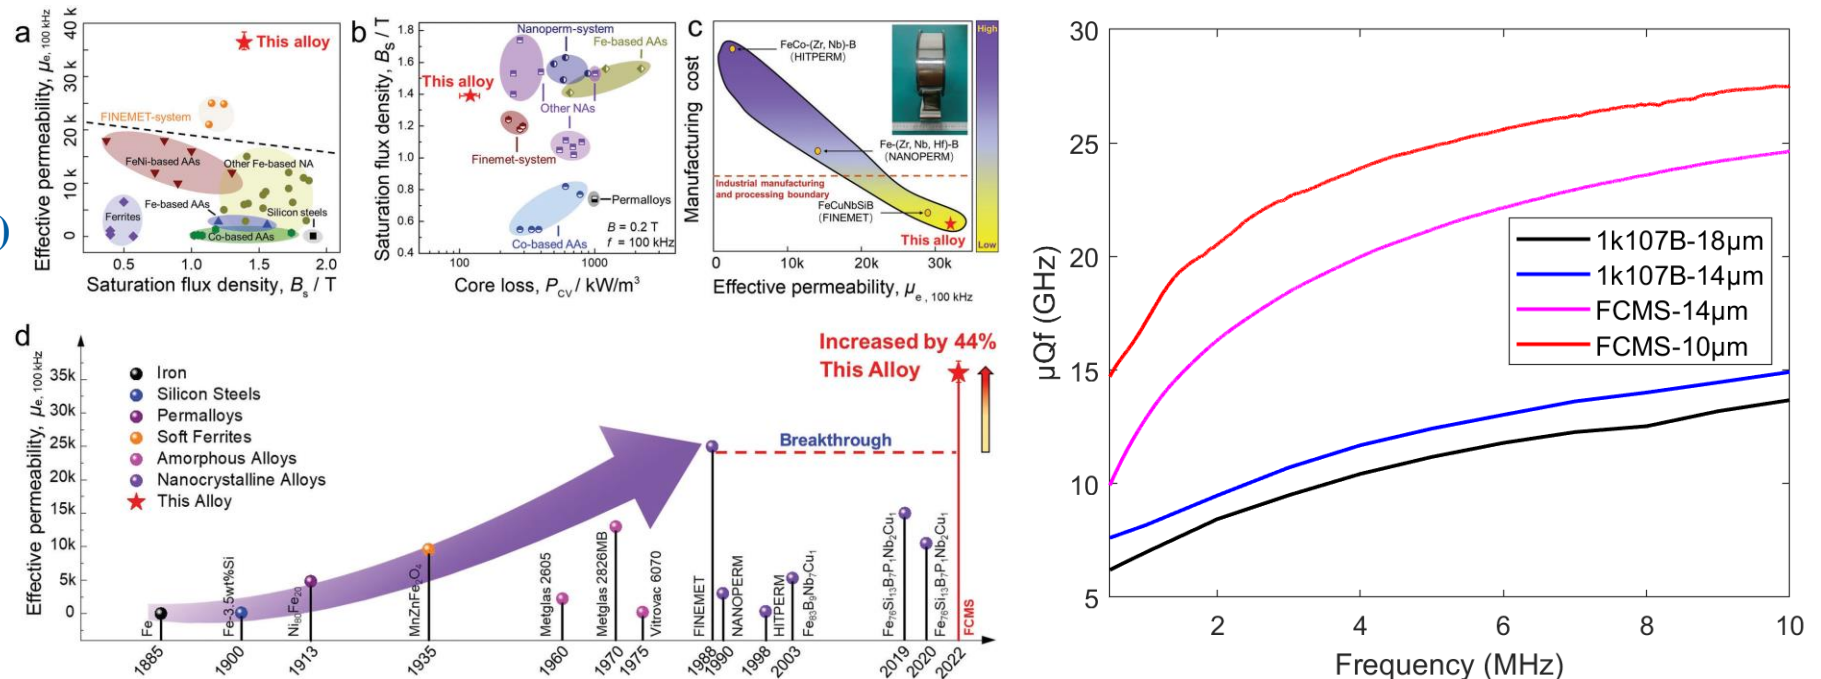 a
Effective permeability, μe, 100 kHz
40 k
30 k
20 k
10 k
0
This alloy
FINEMET-system
FeNi-based AAs
Other Fe-based NA
Fe-based AAs
Silicon steels
Ferrites
Co-based AAs
0.5
1.0
1.5
2.0
Saturation flux density, Bs / T
b
Saturation flux density, Bs / T
1.8
1.6
1.4
1.2
1.0
0.8
0.6
0.4
Nanoperm-system
Fe-based AAs
This alloy
Other NAs
Finemet-system
Permalloys
Co-based AAs
B = 0.2 T
f = 100 kHz
100
1000
Core loss, PCV / kW/m3
c
Manufacturing cost
FeCo-(Zr, Nb)-B
(HITPERM)
Fe-(Zr, Nb, Hf)-B
(NANOPERM)
Industrial manufacturing
and processing boundary
FeCuNbSiB
(FINEMET)
This alloy
High
Low
0
10k
20k
30k
Effective permeability, μe, 100 kHz
d
Effective permeability, μe, 100 kHz
35k
30k
25k
20k
15k
10k
5k
0
Iron
Silicon Steels
Permalloys
Soft Ferrites
Amorphous Alloys
Nanocrystalline Alloys
This Alloy
Increased by 44%
This Alloy
Breakthrough
Fe
Fe-3.5wt%Si
Ni80Fe20
MnZnFe2O4
Metglas 2605
Metglas 2826MB
Vitrovac 6070
FINEMET
NANOPERM
HITPERM
Fe83B9Nb7Cu1
Fe76Si13B7P1Nb2Cu1
Fe76Si13B7P1Nb2Cu1
FCMS
1885
1900
1913
1935
1960
1970
1975
1988
1990
1998
2003
2019
2020
2022
μQf (GHz)
30
25
20
15
10
5
1k107B-18μm
1k107B-14μm
FCMS-14μm
FCMS-10μm
2
4
6
8
10
Frequency (MHz)